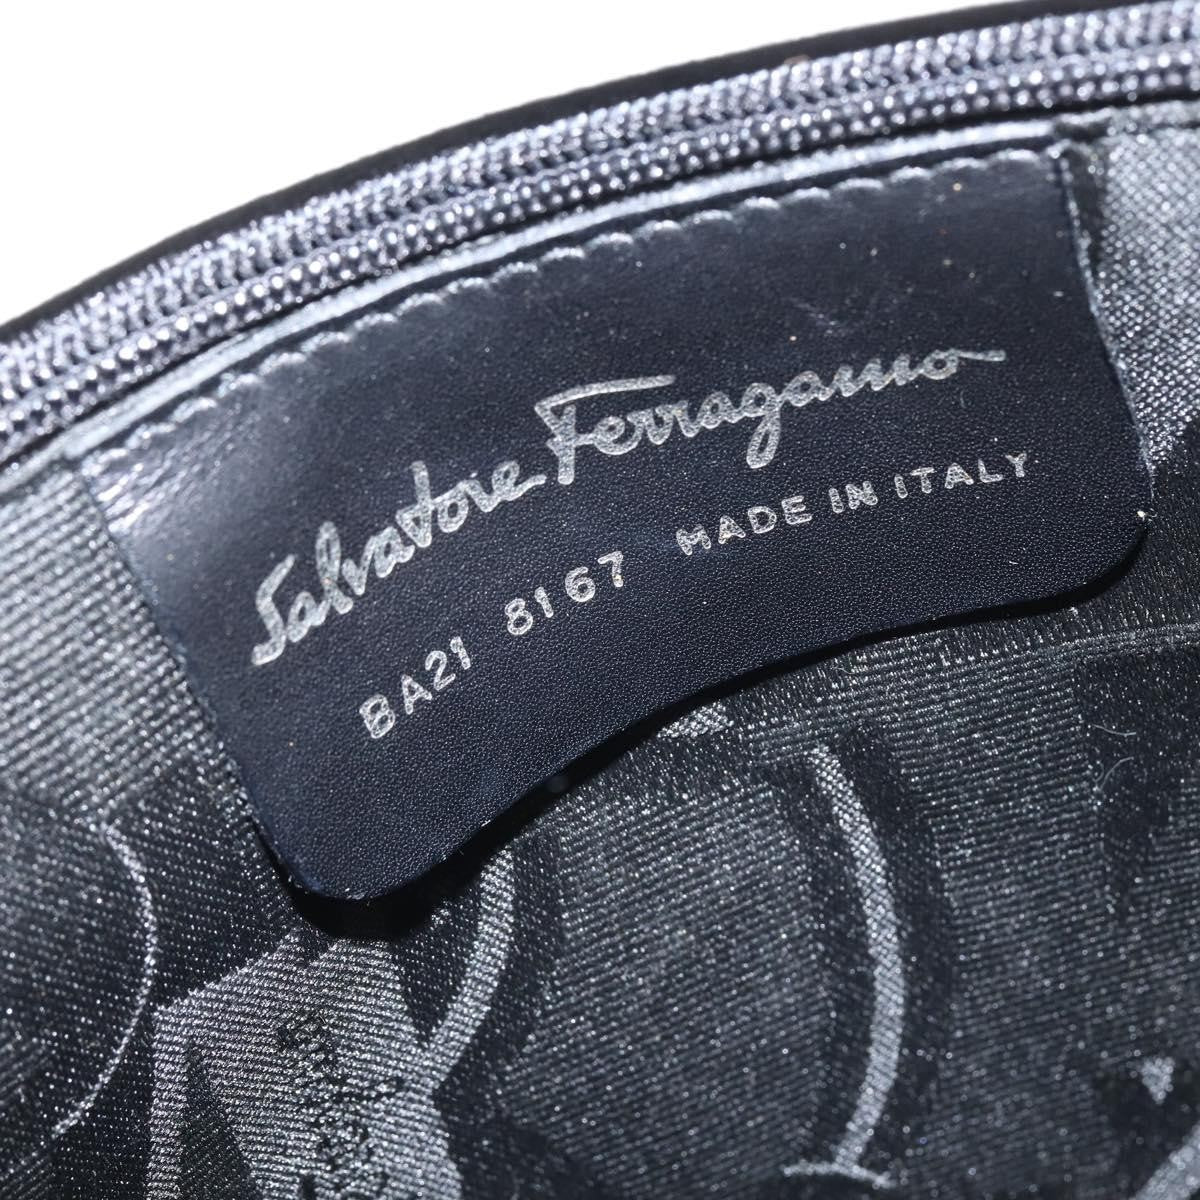 Salvatore Ferragamo
BA21 8167 MADE IN ITALY